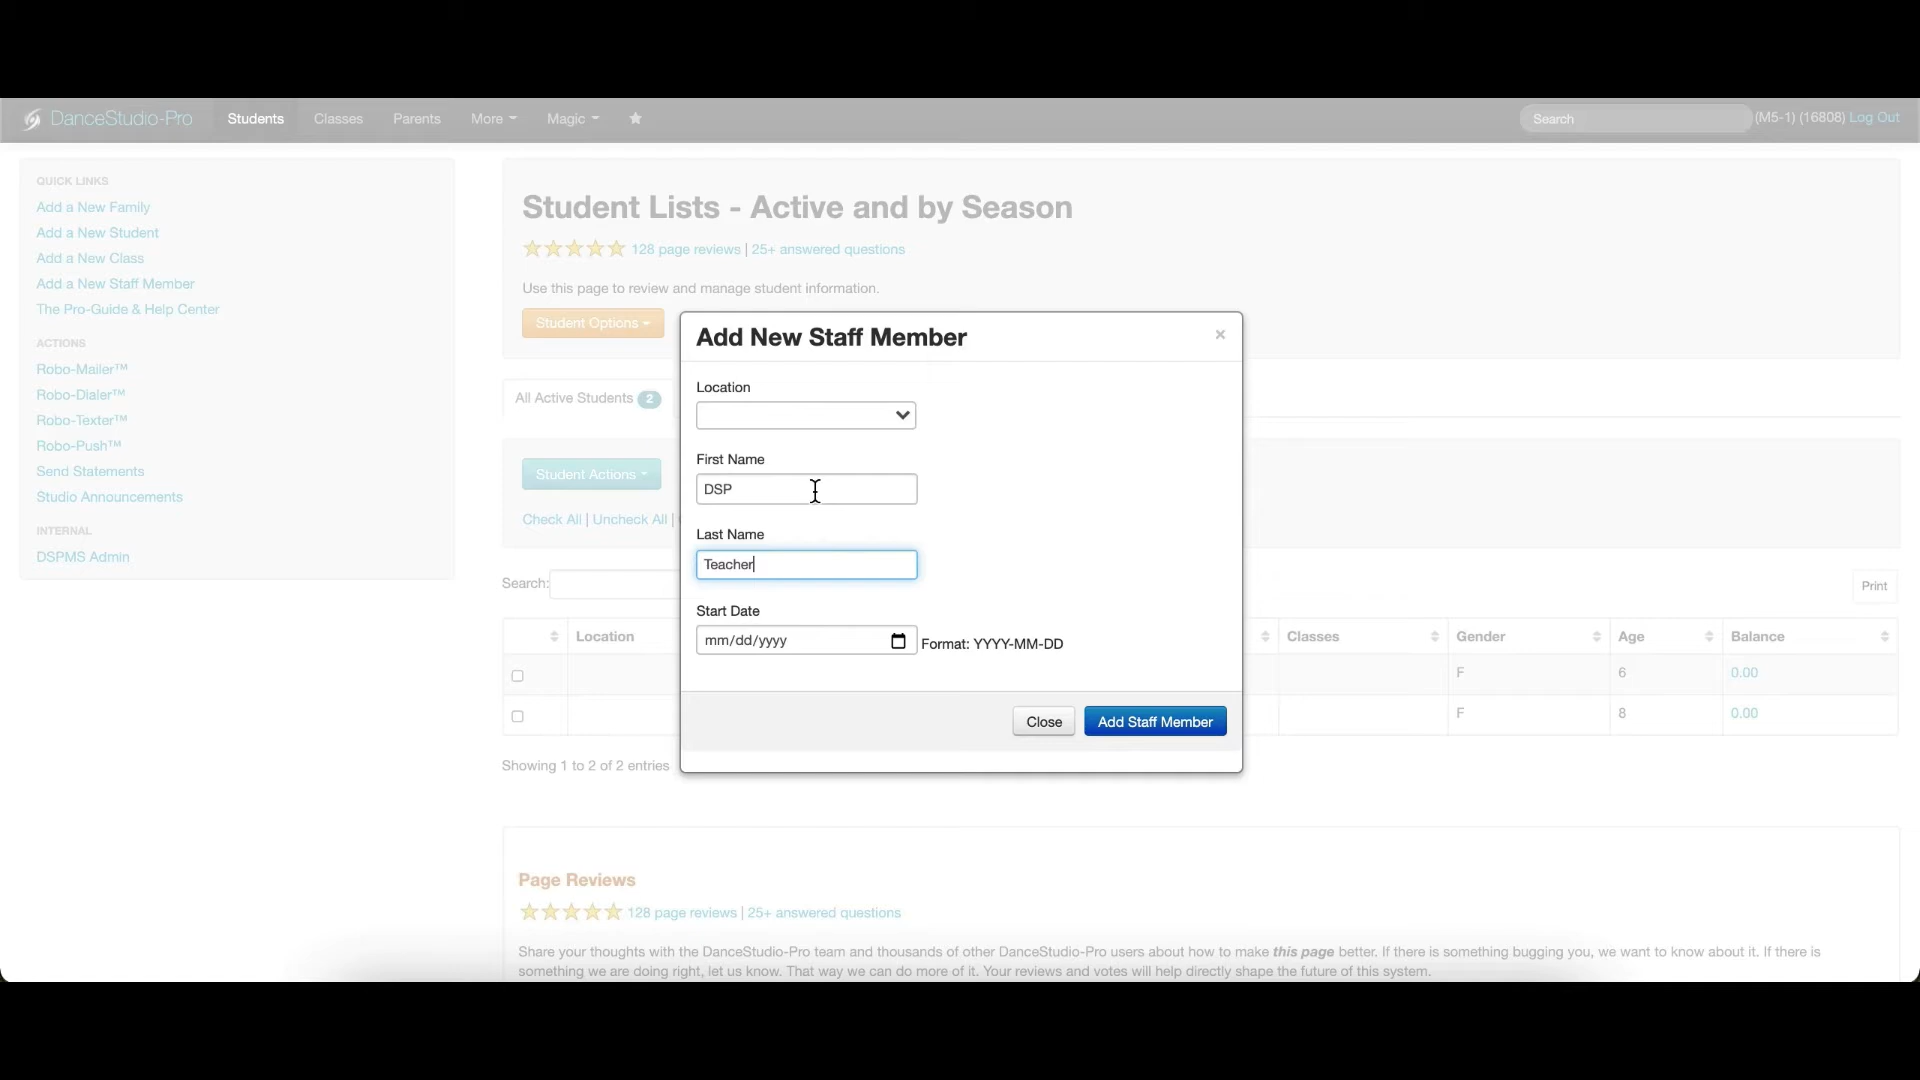 DanceStudio-Pro Students Classes Parents More Magic Search (M5-1) (16808) Log Out
QUICK LINKS
Add a New Family
Add a New Student
Add a New Class
Add a New Staff Member
The Pro-Guide & Help Center
ACTIONS
Robo-Mailer™
Robo-Dialer™
Robo-Texter™
Robo-Push™
Send Statements
Studio Announcements
INTERNAL
DSPMS Admin
Student Lists - Active and by Season
128 page reviews | 25+ answered questions
Use this page to review and manage student information.
Student Options
All Active Students 2
Student Actions
Check All | Uncheck All |
Search:
Print
Location Classes Gender Age Balance
F 6 0.00
F 8 0.00
Showing 1 to 2 of 2 entries
Add New Staff Member ×
Location
First Name
DSP
Last Name
Teacher
Start Date
mm/dd/yyyy Format: YYYY-MM-DD
Close Add Staff Member
Page Reviews
128 page reviews | 25+ answered questions
Share your thoughts with the DanceStudio-Pro team and thousands of other DanceStudio-Pro users about how to make this page better. If there is something bugging you, we want to know about it. If there is
something we are doing right, let us know. That way we can do more of it. Your reviews and votes will help directly shape the future of this system.